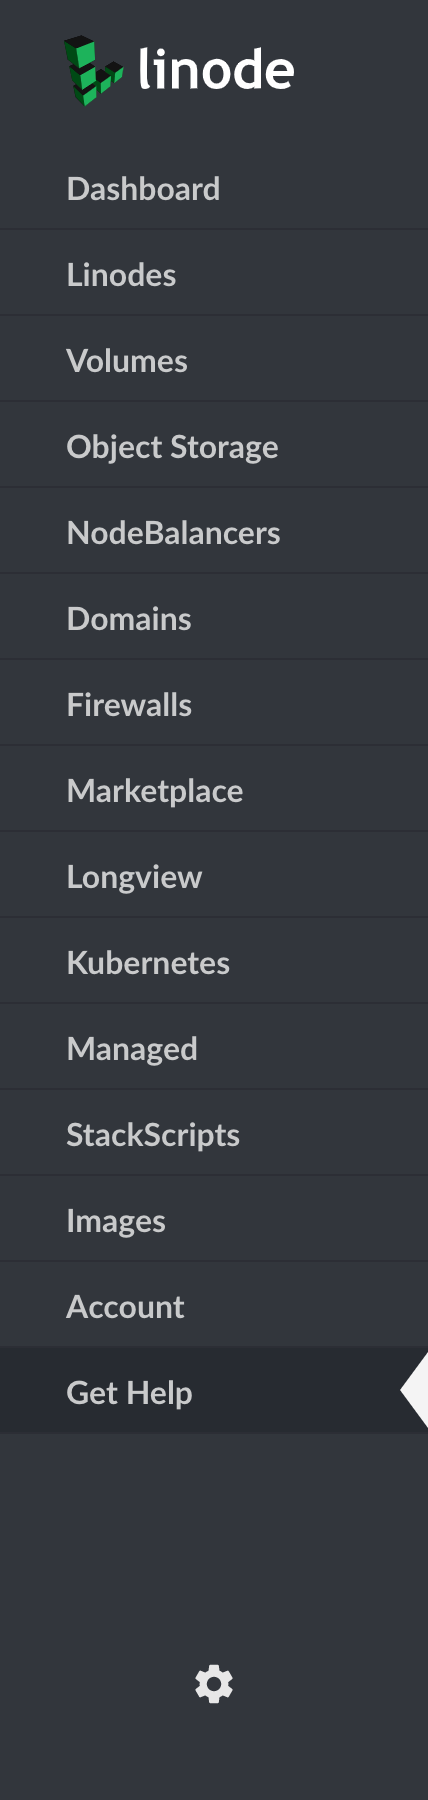 linode
Dashboard
Linodes
Volumes
Object Storage
NodeBalancers
Domains
Firewalls
Marketplace
Longview
Kubernetes
Managed
StackScripts
Images
Account
Get Help